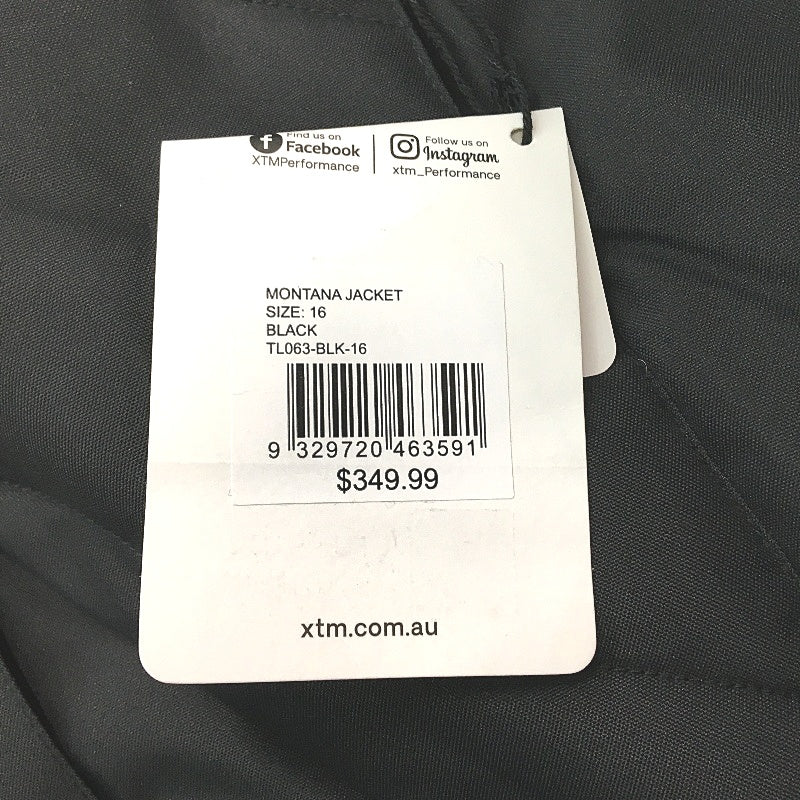 Find us on
Facebook
XTMPerformance
Follow us on
Instagram
xtm_Performance
MONTANA JACKET
SIZE: 16
BLACK
TL063-BLK-16
9 329720 463591
$349.99
xtm.com.au